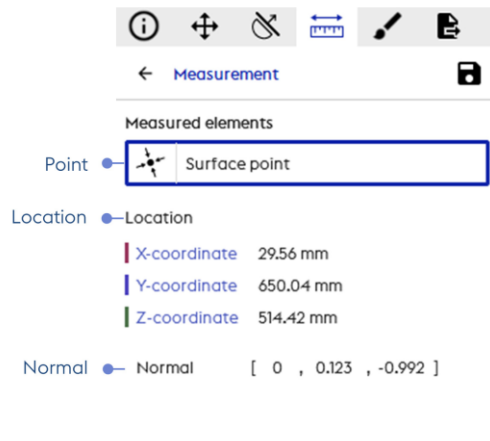 Measurement
Measured elements
Point
Surface point
Location
Location
X-coordinate 29.56 mm
Y-coordinate 650.04 mm
Z-coordinate 514.42 mm
Normal
Normal [ 0 , 0.123 , -0.992 ]